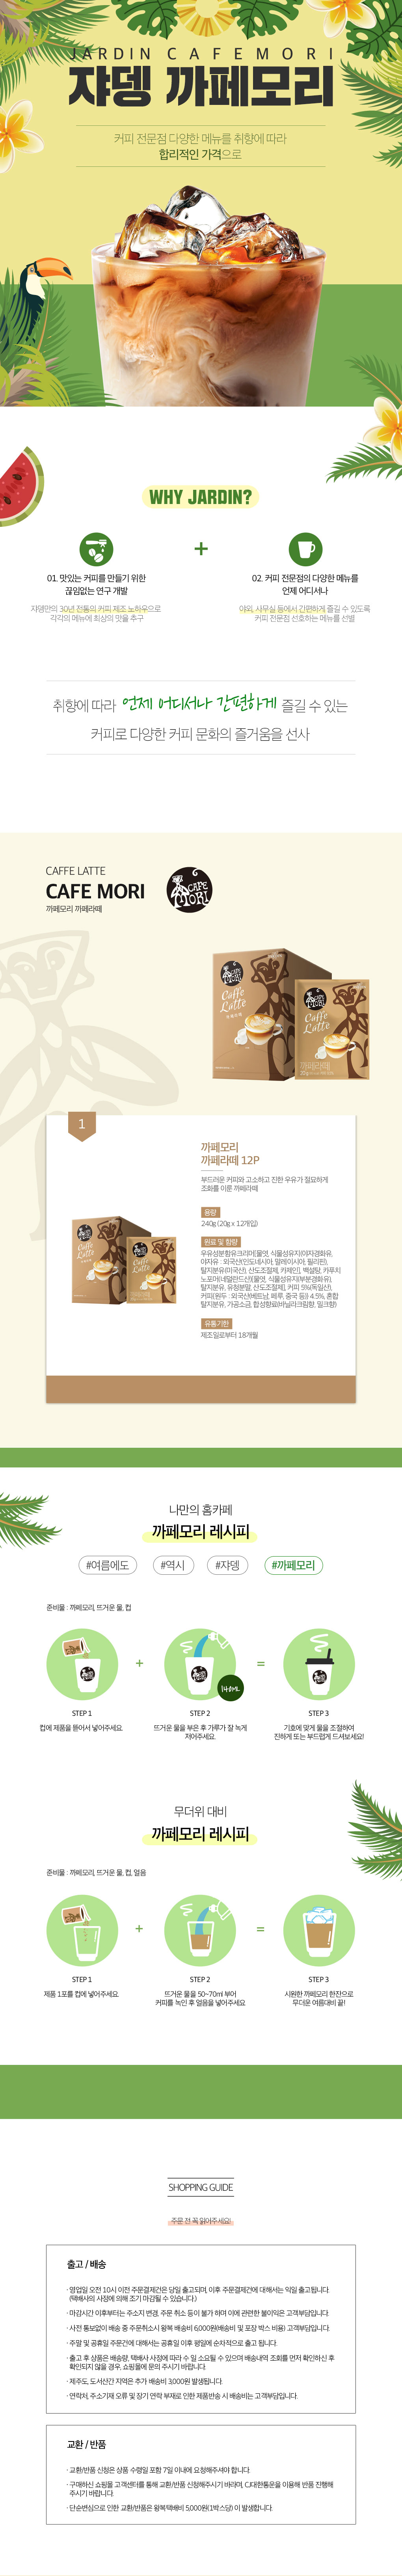 JARDIN CAFEMORI
쟈뎅 까페모리
커피 전문점 다양한 메뉴를 취향에 따라
합리적인 가격으로
WHY JARDIN?
+
01. 맛있는 커피를 만들기 위한
끊임없는 연구 개발
쟈뎅만의 30년 전통의 커피 제조 노하우으로
각각의 메뉴에 최상의 맛을 추구
02. 커피 전문점의 다양한 메뉴를
언제 어디서나
야외, 사무실 등에서 간편하게 즐길 수 있도록
커피 전문점 선호하는 메뉴를 선별
취향에 따라 언제 어디서나 간편하게 즐길 수 있는
커피로 다양한 커피 문화의 즐거움을 선사
CAFFE LATTE
CAFE MORI
까페모리 까페라떼
CAFE MORI
Caffe Latte
까페라떼
1
까페모리
까페라떼 12P
부드러운 커피와 고소하고 진한 우유가 절묘하게
조화를 이룬 까페라떼
용량
240g (20g x 12개입)
원료 및 함량
우유성분함유크리머[물엿, 식물성유지(야자경화유,
야자유 : 외국산(인도네시아, 말레이시아, 필리핀),
탈지분유(미국산), 산도조절제, 카제인], 백설탕, 카푸치
노포머(네덜란드산)[물엿, 식물성유지(부분경화유),
탈지분유, 유청분말, 산도조절제], 커피 5%(독일산),
커피(원두 : 외국산(베트남, 페루, 중국 등)) 4.5%, 혼합
탈지분유, 가공소금, 합성향료(바닐라크림향, 밀크향)
유통기한
제조일로부터 18개월
나만의 홈카페
까페모리 레시피
#여름에도 #역시 #쟈뎅 #까페모리
준비물 : 까페모리, 뜨거운 물, 컵
+
140ML
=
STEP 1
컵에 제품을 뜯어서 넣어주세요.
STEP 2
뜨거운 물을 부은 후 가루가 잘 녹게
저어주세요.
STEP 3
기호에 맞게 물을 조절하여
진하게 또는 부드럽게 드셔보세요!
무더위 대비
까페모리 레시피
준비물 : 까페모리, 뜨거운 물, 컵, 얼음
+
=
STEP 1
제품 1포를 컵에 넣어주세요.
STEP 2
뜨거운 물을 50~70ml 부어
커피를 녹인 후 얼음을 넣어주세요
STEP 3
시원한 까페모리 한잔으로
무더운 여름대비 끝!
SHOPPING GUIDE
주문 전 꼭 읽어주세요!
출고 / 배송
· 영업일 오전 10시 이전 주문결제건은 당일 출고되며, 이후 주문결제건에 대해서는 익일 출고됩니다.
(택배사의 사정에 의해 조기 마감될 수 있습니다.)
· 마감시간 이후부터는 주소지 변경, 주문 취소 등이 불가 하며 이에 관련한 불이익은 고객부담입니다.
· 사전 통보없이 배송 중 주문취소시 왕복 배송비 6,000원(배송비 및 포장 박스 비용) 고객부담입니다.
· 주말 및 공휴일 주문건에 대해서는 공휴일 이후 평일에 순차적으로 출고 됩니다.
· 출고 후 상품은 배송량, 택배사 사정에 따라 수 일 소요될 수 있으며 배송내역 조회를 먼저 확인하신 후
확인되지 않을 경우, 쇼핑몰에 문의 주시기 바랍니다.
· 제주도, 도서산간 지역은 추가 배송비 3,000원 발생됩니다.
· 연락처, 주소기재 오류 및 장기 연락 부재로 인한 제품반송 시 배송비는 고객부담입니다.
교환 / 반품
· 교환/반품 신청은 상품 수령일 포함 7일 이내에 요청해주셔야 합니다.
· 구매하신 쇼핑몰 고객센터를 통해 교환/반품 신청해주시기 바라며, CJ대한통운을 이용해 반품 진행해
주시기 바랍니다.
· 단순변심으로 인한 교환/반품은 왕복택배비 5,000원(1박스당) 이 발생합니다.